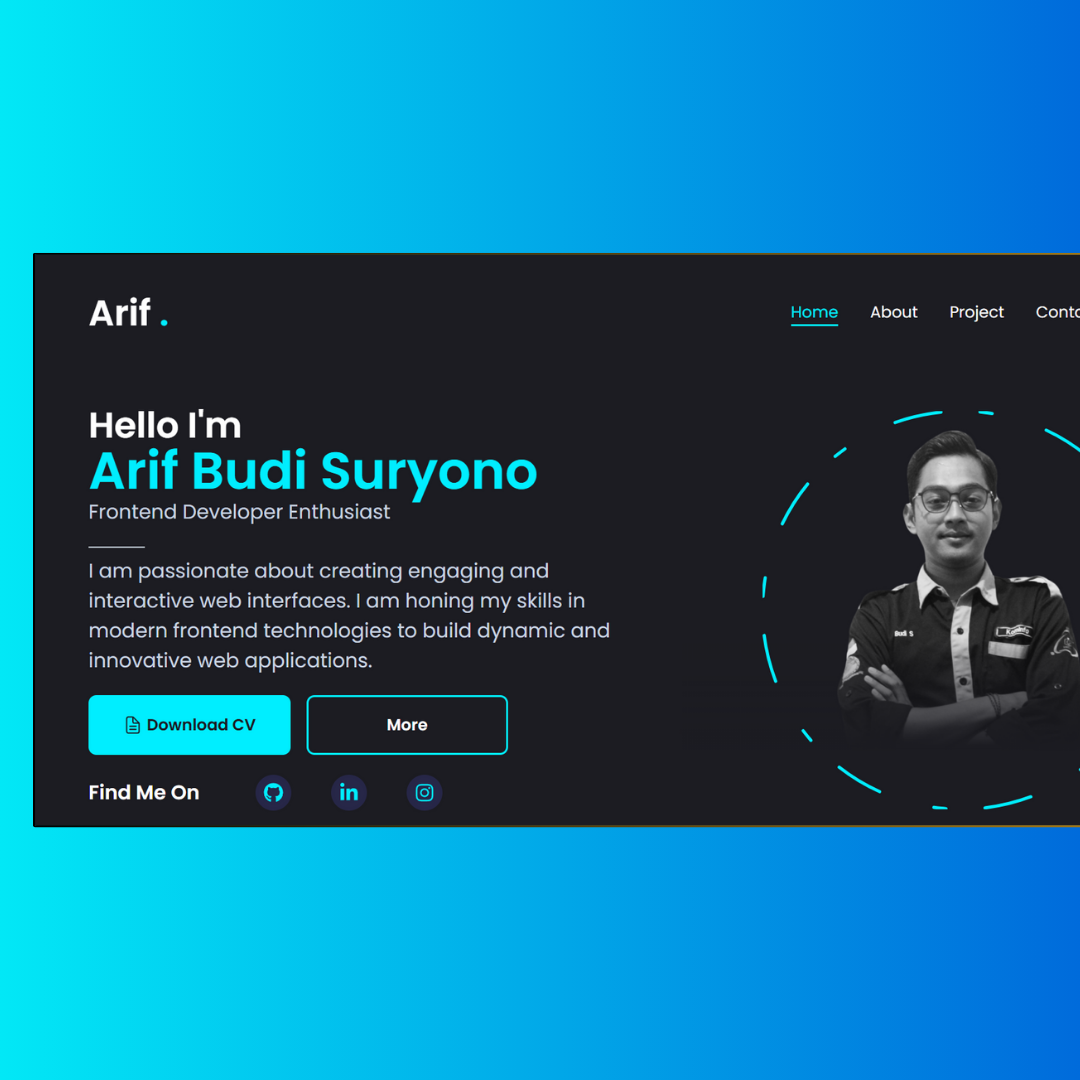 Arif .
Home About Project
Hello I'm
Arif Budi Suryono
Frontend Developer Enthusiast
I am passionate about creating engaging and
interactive web interfaces. I am honing my skills in
modern frontend technologies to build dynamic and
innovative web applications.
Budi S
Download CV More
Find Me On in